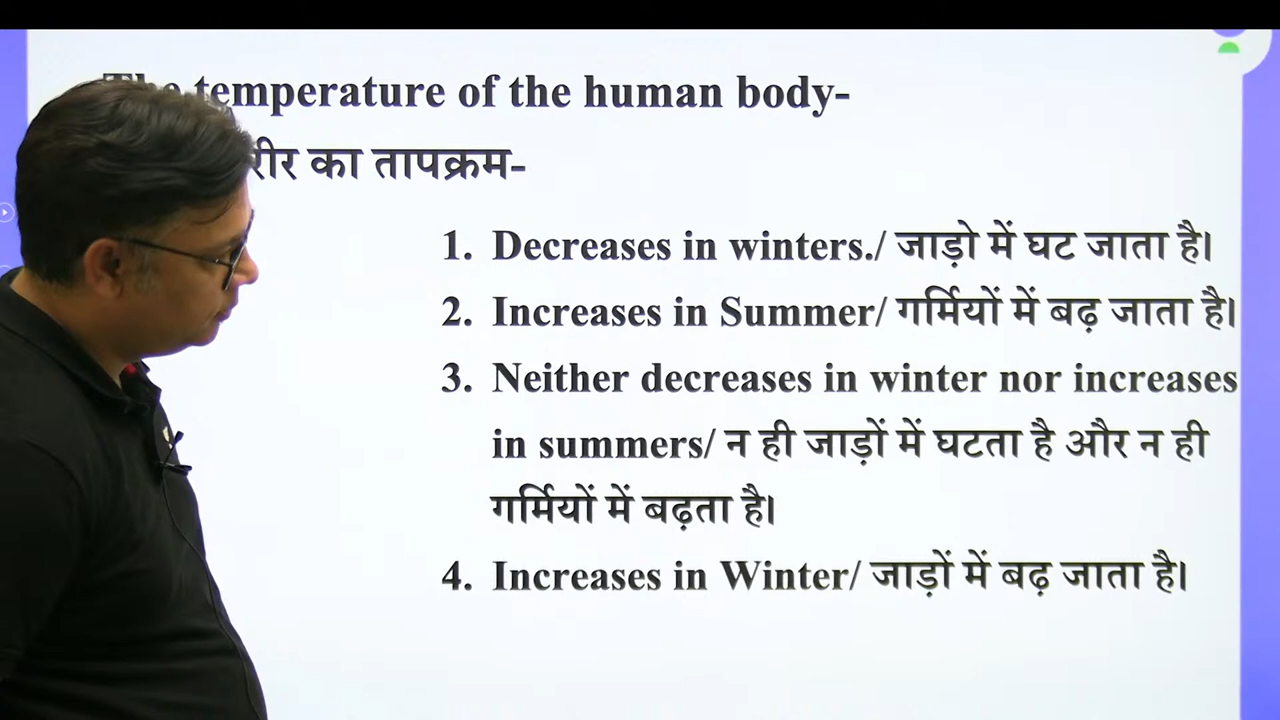 temperature of the human body-
का तापक्रम-
1. Decreases in winters./ जाड़ो में घट जाता है।
2. Increases in Summer/ गर्मियों में बढ़ जाता है।
3. Neither decreases in winter nor increases
in summers/ न ही जाड़ों में घटता है और न ही
गर्मियों में बढ़ता है।
4. Increases in Winter/ जाड़ों में बढ़ जाता है।